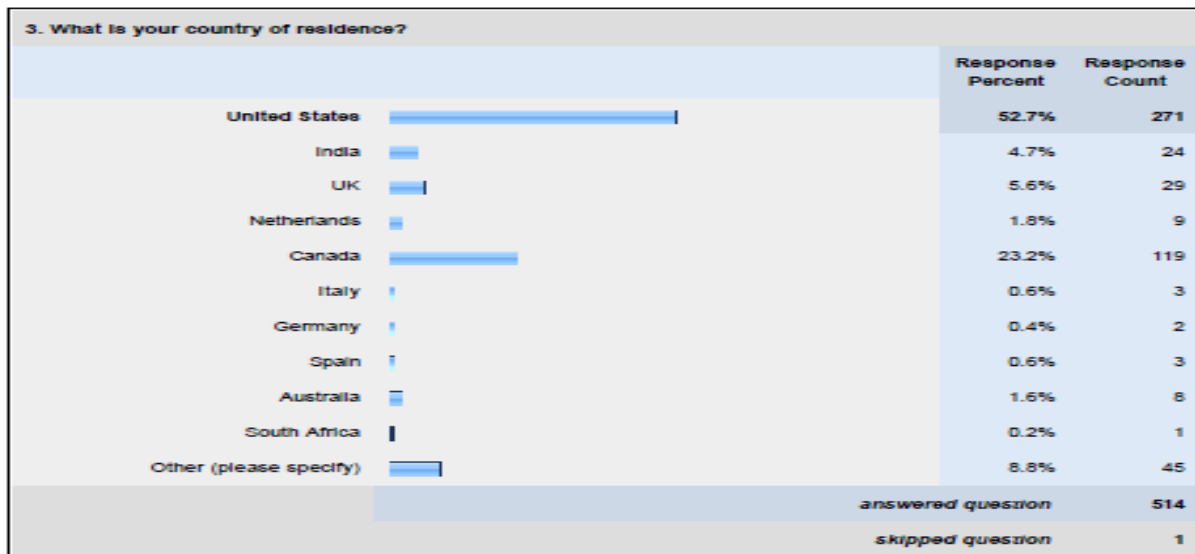 3. What is your country of residence?
Response Percent Response Count
United States 52.7% 271
India 4.7% 24
UK 5.6% 29
Netherlands 1.8% 9
Canada 23.2% 119
Italy 0.6% 3
Germany 0.4% 2
Spain 0.6% 3
Australia 1.6% 8
South Africa 0.2% 1
Other (please specify) 8.8% 45
answered question 514
skipped question 1